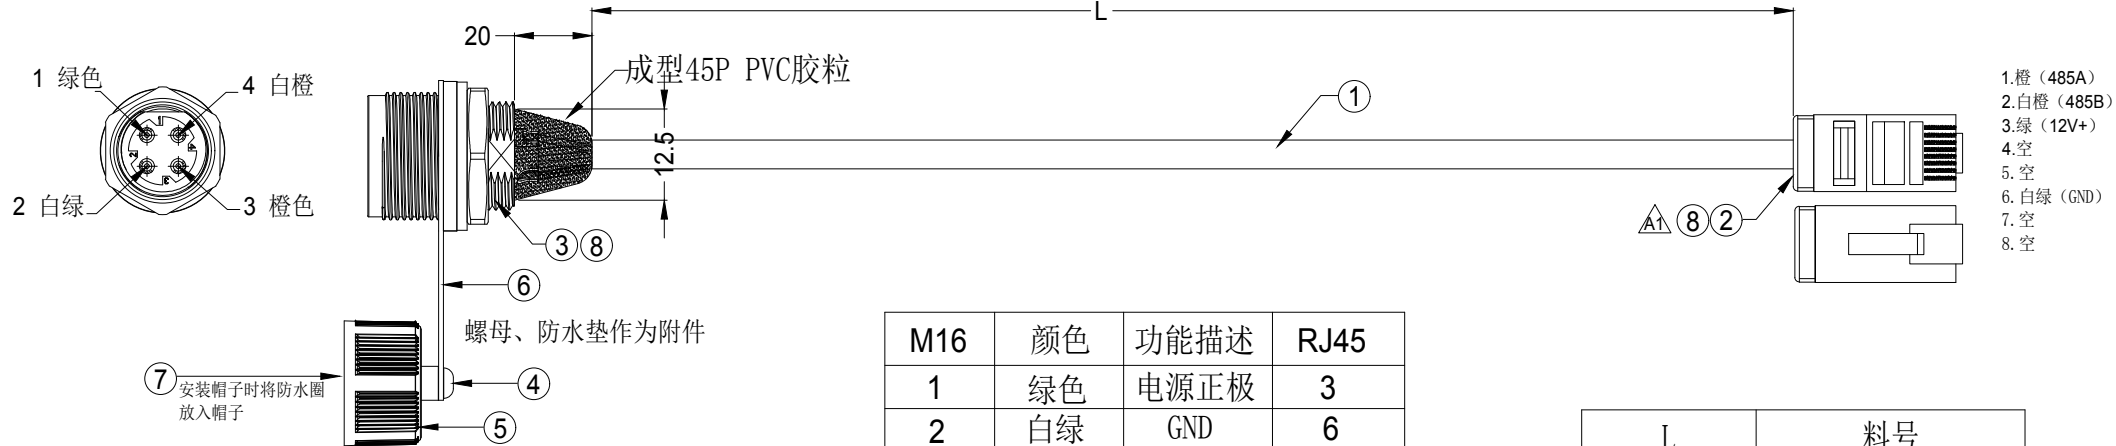 L
20
成型45P PVC胶粒
1 绿色
4 白橙
2 白绿
3 橙色
1
2
3
4
12.5
①
1.橙（485A）
2.白橙（485B）
3.绿（12V+）
4.空
5.空
6.白绿（GND）
7.空
8.空
A1 ⑧ ②
③ ⑧
⑥
螺母、防水垫作为附件
⑦ 安装帽子时将防水圈
放入帽子
④
⑤
M16 颜色 功能描述 RJ45
1 绿色 电源正极 3
2 白绿 GND 6
L 料号